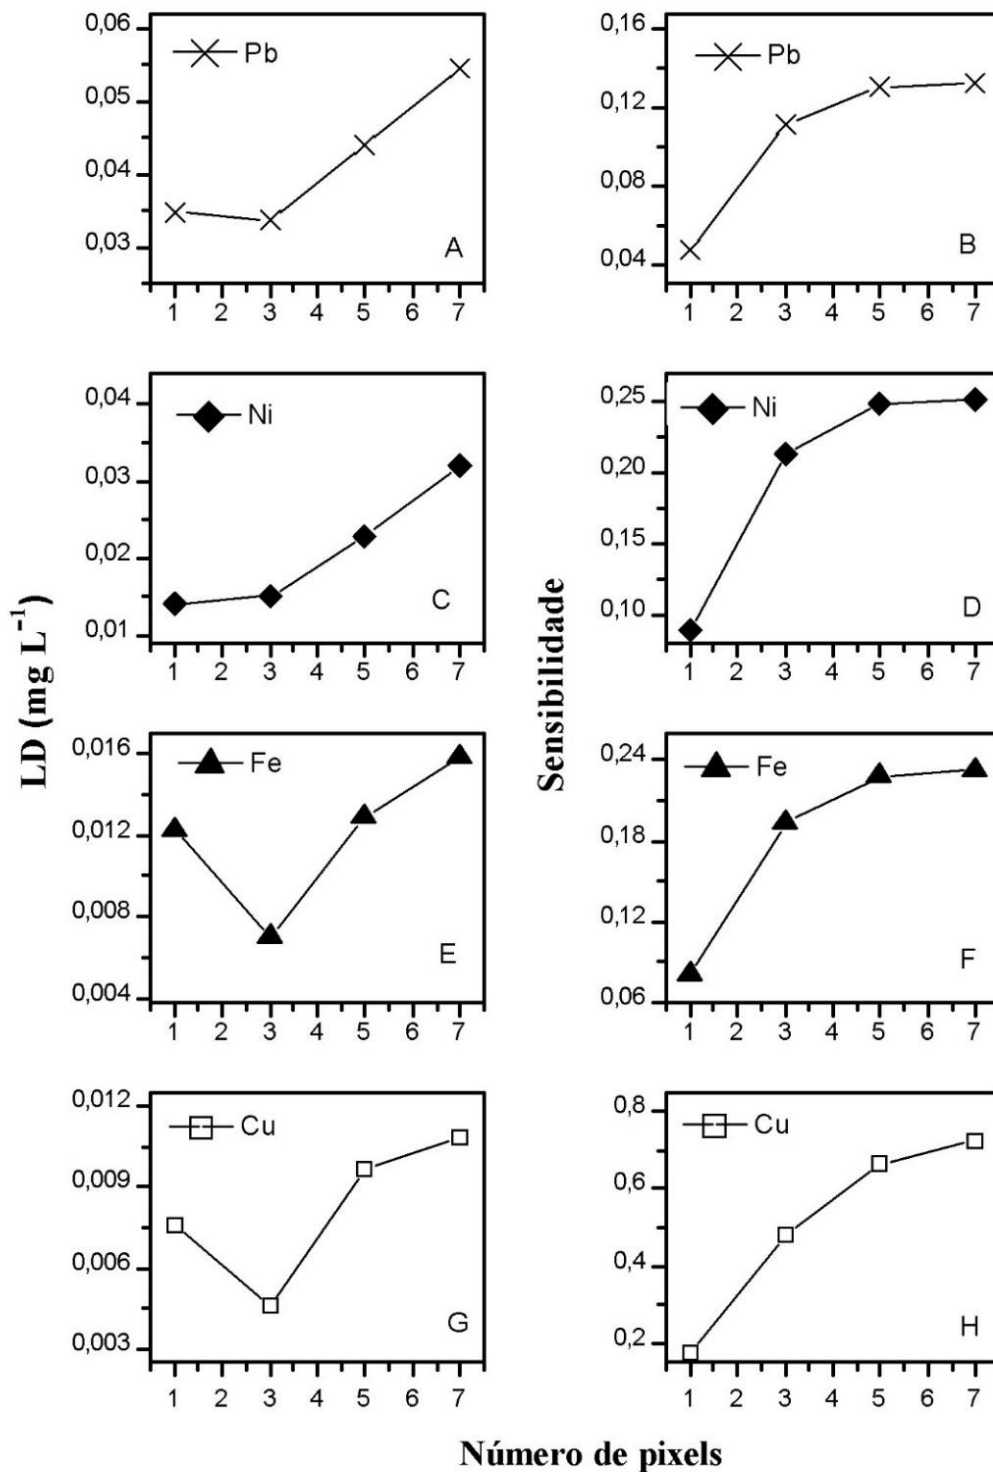 Pb
0,06
0,05
0,04
0,03
A
1 2 3 4 5 6 7
Pb
0,16
0,12
0,08
0,04
B
1 2 3 4 5 6 7
Ni
0,04
0,03
0,02
0,01
C
1 2 3 4 5 6 7
Ni
0,25
0,20
0,15
0,10
D
1 2 3 4 5 6 7
LD (mg L⁻¹)
Sensibilidade
Fe
0,016
0,012
0,008
0,004
E
1 2 3 4 5 6 7
Fe
0,24
0,18
0,12
0,06
F
1 2 3 4 5 6 7
Cu
0,012
0,009
0,006
0,003
G
1 2 3 4 5 6 7
Cu
0,8
0,6
0,4
0,2
H
1 2 3 4 5 6 7
Número de pixels